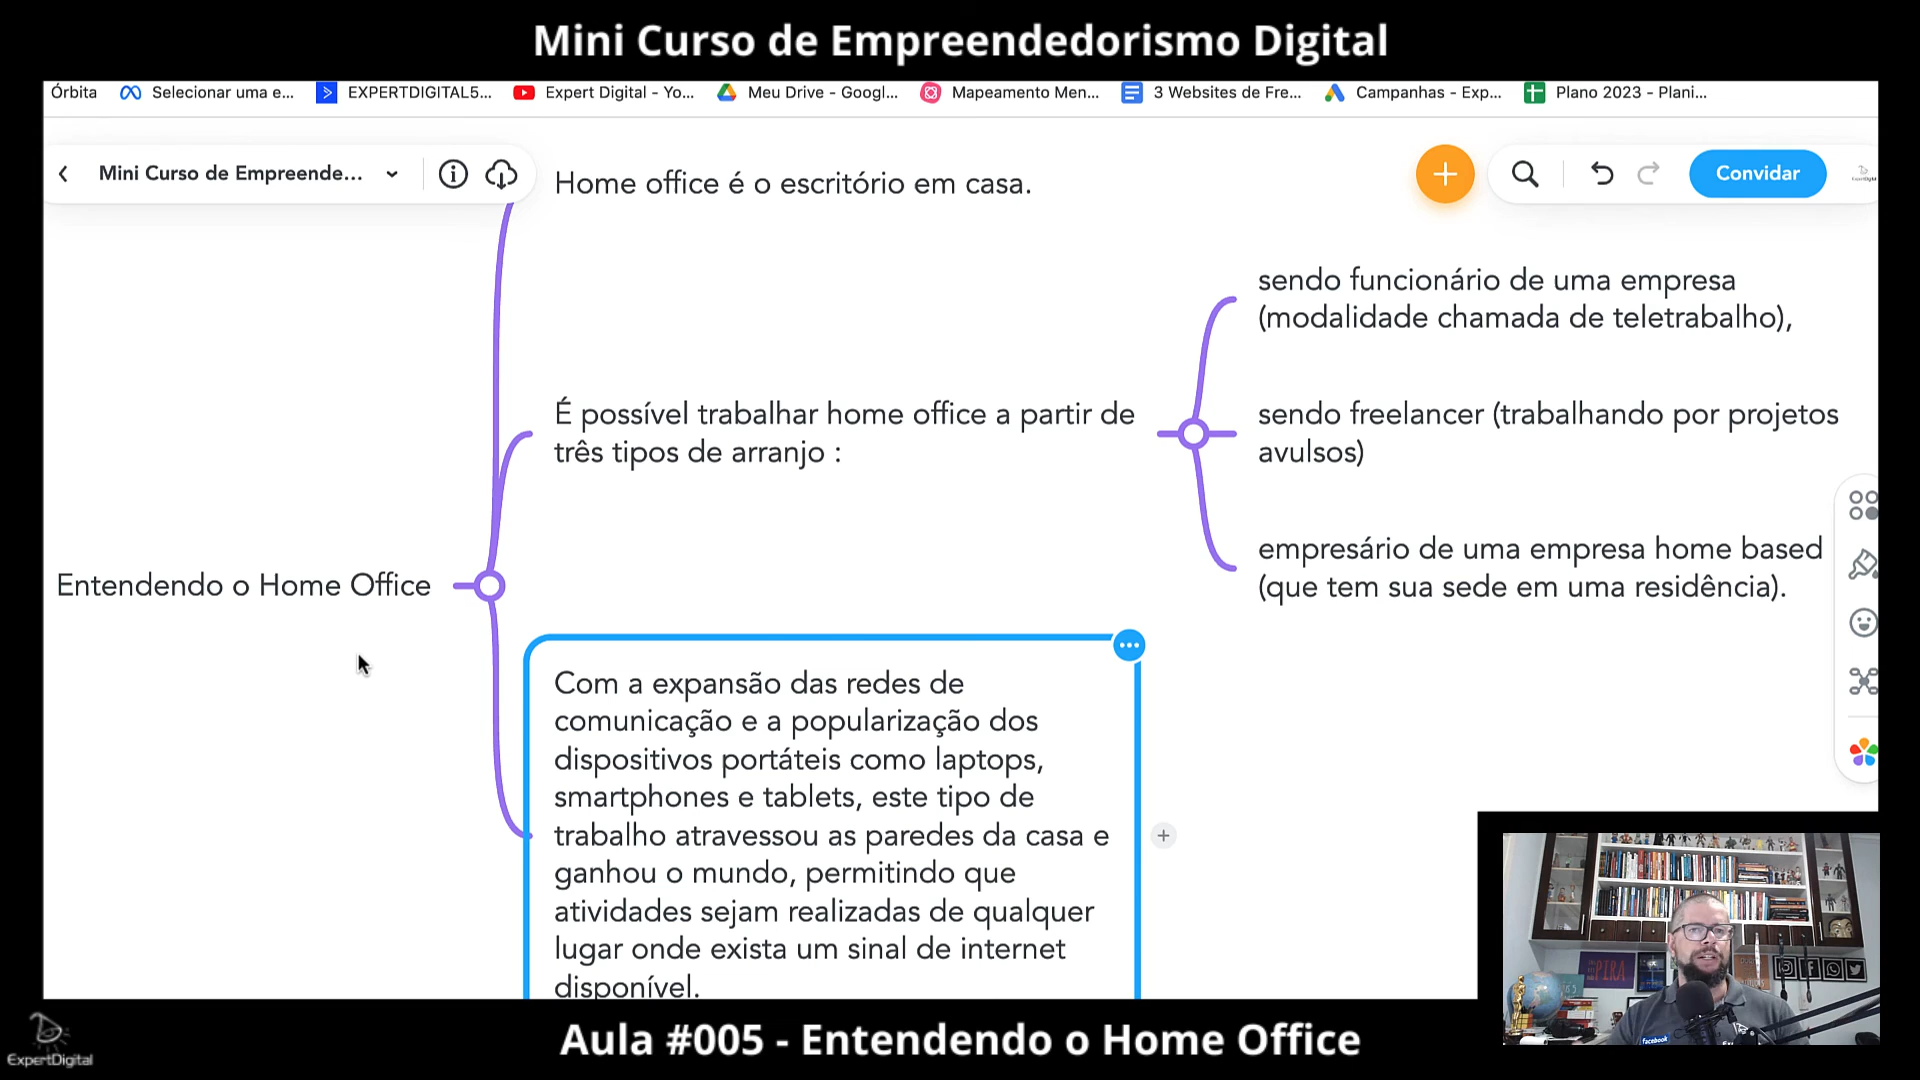 Mini Curso de Empreendedorismo Digital
Órbita
Selecionar uma e...
EXPERTDIGITAL5...
Expert Digital - Yo...
Meu Drive - Googl...
Mapeamento Men...
3 Websites de Fre...
Campanhas - Exp...
Plano 2023 - Plani...
Mini Curso de Empreende...
Convidar
Home office é o escritório em casa.
sendo funcionário de uma empresa
(modalidade chamada de teletrabalho),
É possível trabalhar home office a partir de
três tipos de arranjo :
sendo freelancer (trabalhando por projetos
avulsos)
empresário de uma empresa home based
(que tem sua sede em uma residência).
Entendendo o Home Office
Com a expansão das redes de
comunicação e a popularização dos
dispositivos portáteis como laptops,
smartphones e tablets, este tipo de
trabalho atravessou as paredes da casa e
ganhou o mundo, permitindo que
atividades sejam realizadas de qualquer
lugar onde exista um sinal de internet
disponível.
PIRA
facebook
ExpertDigital
Aula #005 - Entendendo o Home Office